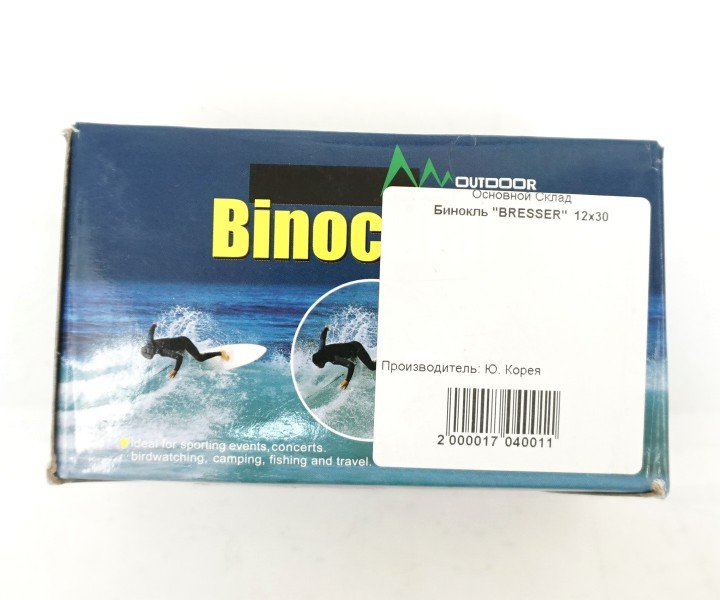 OUTDOOR
Binoc
Основной Склад
Бинокль "BRESSER" 12x30
Производитель: Ю. Корея
2 000017 040011
Ideal for sporting events, concerts.
birdwatching, camping, fishing and travel.